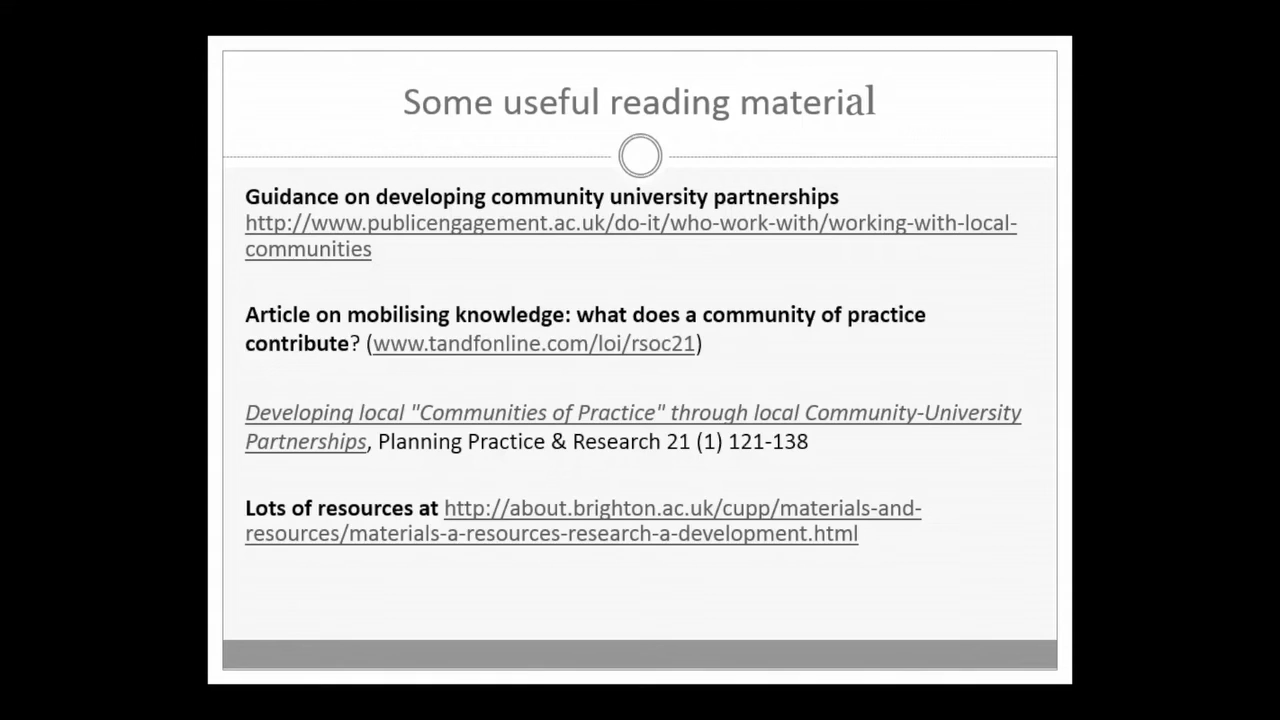 Some useful reading material
Guidance on developing community university partnerships
http://www.publicengagement.ac.uk/do-it/who-work-with/working-with-local-
communities
Article on mobilising knowledge: what does a community of practice
contribute? (www.tandfonline.com/loi/rsoc21)
Developing local "Communities of Practice" through local Community-University
Partnerships, Planning Practice & Research 21 (1) 121-138
Lots of resources at http://about.brighton.ac.uk/cupp/materials-and-
resources/materials-a-resources-research-a-development.html